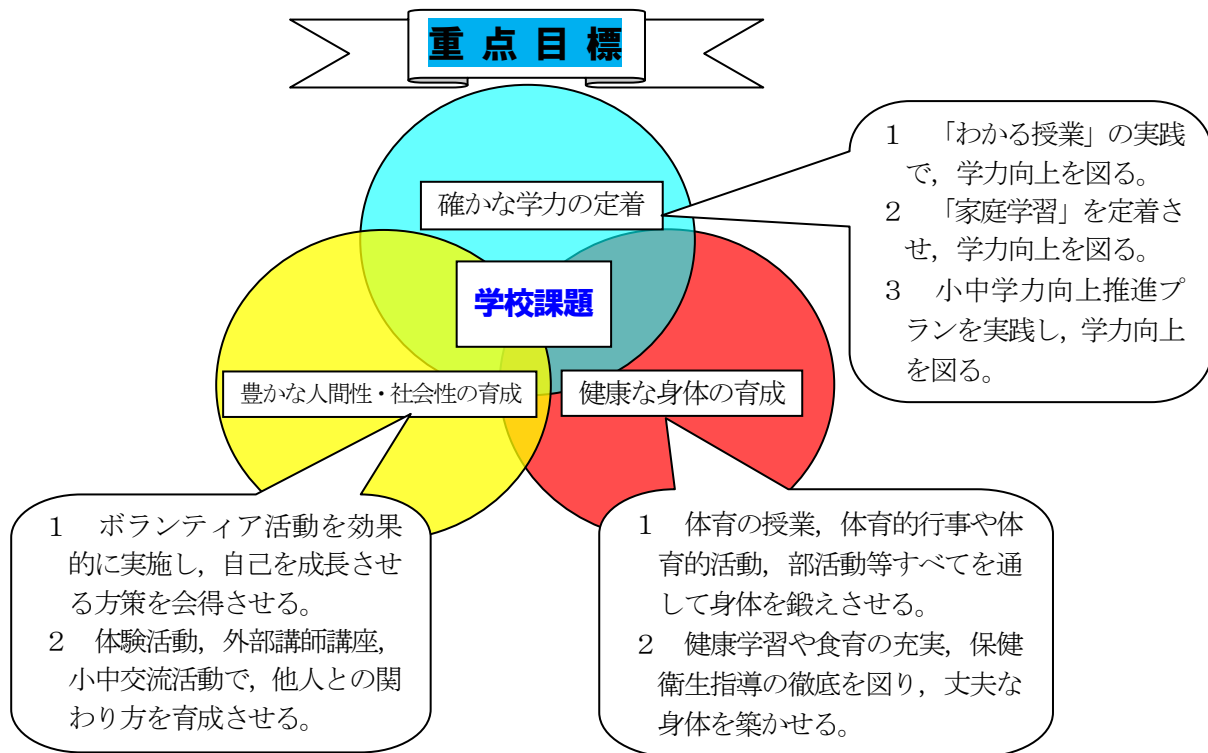 重点目標
確かな学力の定着
1 「わかる授業」の実践
で，学力向上を図る。
2 「家庭学習」を定着さ
せ，学力向上を図る。
3 小中学力向上推進プ
ランを実践し，学力向上
を図る。
学校課題
豊かな人間性・社会性の育成
健康な身体の育成
1 ボランティア活動を効果
的に実施し，自己を成長させ
る方策を会得させる。
2 体験活動，外部講師講座，
小中交流活動で，他人との関
わり方を育成させる。
1 体育の授業，体育的行事や体
育的活動，部活動等すべてを通
して身体を鍛えさせる。
2 健康学習や食育の充実，保健
衛生指導の徹底を図り，丈夫な
身体を築かせる。